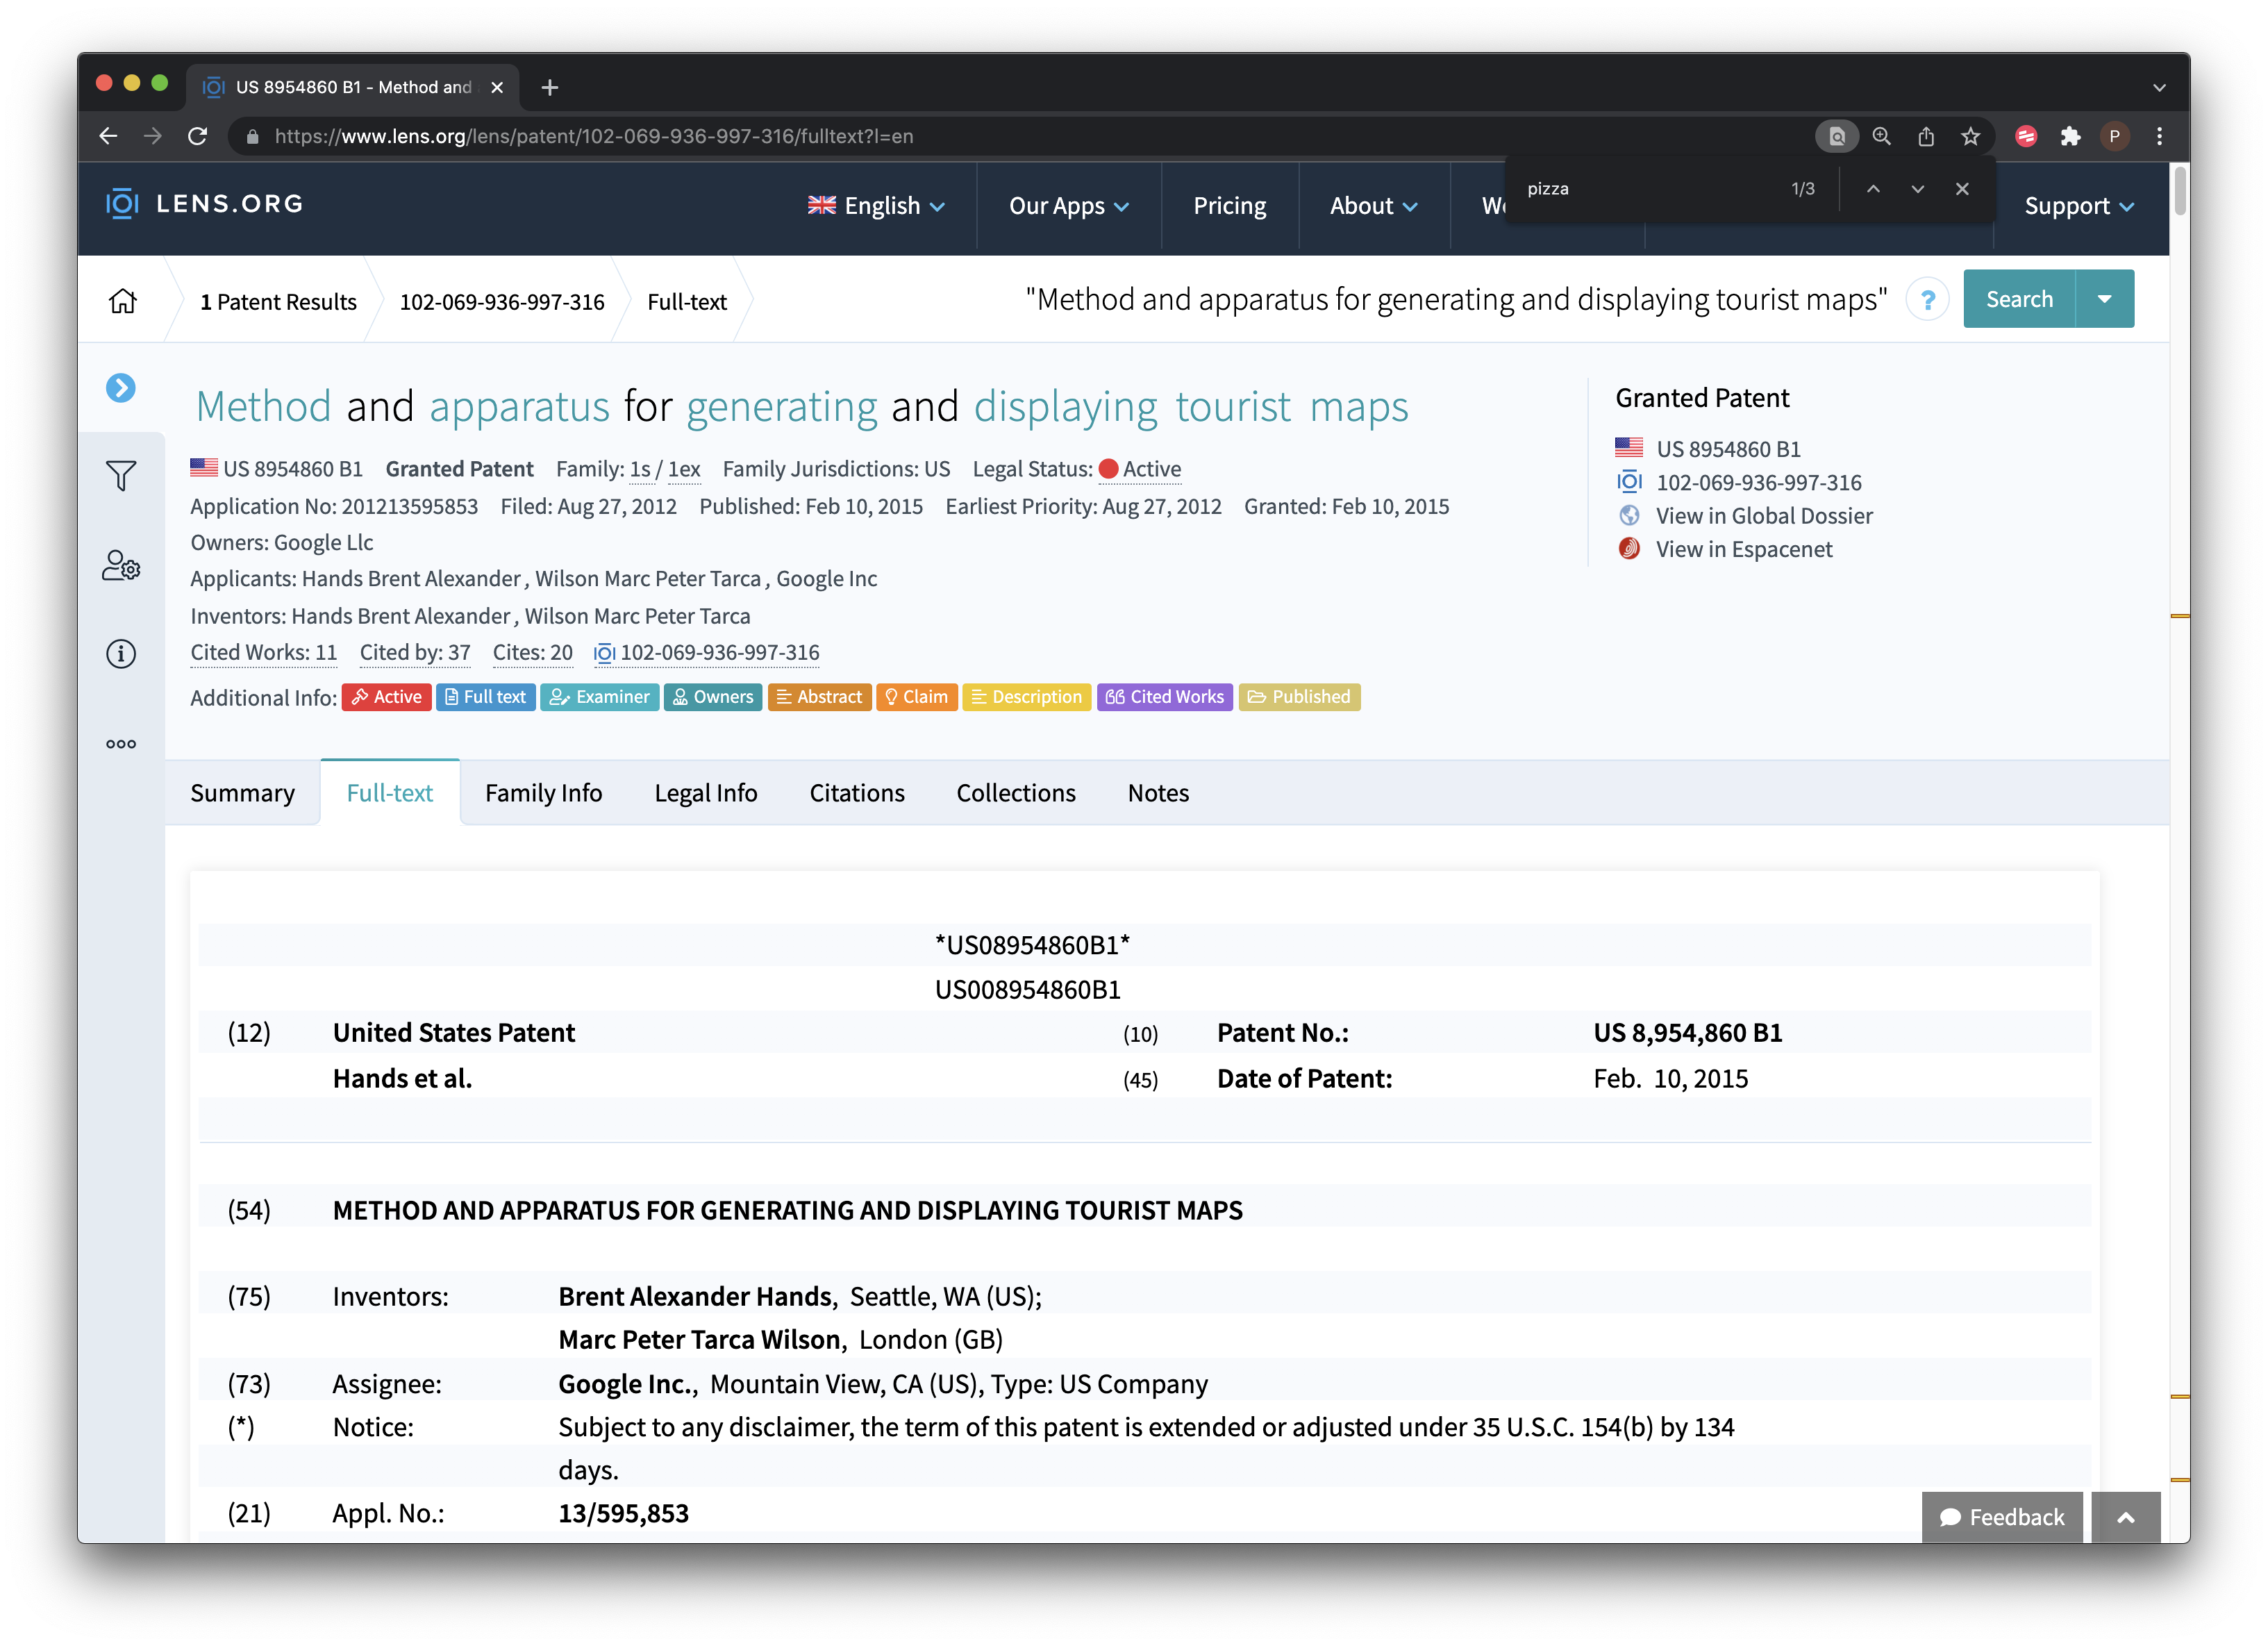 US 8954860 B1 - Method and
https://www.lens.org/lens/patent/102-069-936-997-316/fulltext?l=en
P
pizza 1/3
LENS.ORG
English Our Apps Pricing About Support
1 Patent Results 102-069-936-997-316 Full-text "Method and apparatus for generating and displaying tourist maps" ? Search
Method and apparatus for generating and displaying tourist maps
US 8954860 B1 Granted Patent Family: 1s / 1ex Family Jurisdictions: US Legal Status: Active
Application No: 201213595853 Filed: Aug 27, 2012 Published: Feb 10, 2015 Earliest Priority: Aug 27, 2012 Granted: Feb 10, 2015
Owners: Google Llc
Applicants: Hands Brent Alexander , Wilson Marc Peter Tarca , Google Inc
Inventors: Hands Brent Alexander , Wilson Marc Peter Tarca
Cited Works: 11 Cited by: 37 Cites: 20 102-069-936-997-316
Additional Info: Active Full text Examiner Owners Abstract Claim Description Cited Works Published
Granted Patent
US 8954860 B1
102-069-936-997-316
View in Global Dossier
View in Espacenet
Summary Full-text Family Info Legal Info Citations Collections Notes
*US08954860B1*
US008954860B1
(12) United States Patent (10) Patent No.: US 8,954,860 B1
Hands et al. (45) Date of Patent: Feb. 10, 2015
(54) METHOD AND APPARATUS FOR GENERATING AND DISPLAYING TOURIST MAPS
(75) Inventors: Brent Alexander Hands, Seattle, WA (US);
Marc Peter Tarca Wilson, London (GB)
(73) Assignee: Google Inc., Mountain View, CA (US), Type: US Company
(*) Notice: Subject to any disclaimer, the term of this patent is extended or adjusted under 35 U.S.C. 154(b) by 134
days.
(21) Appl. No.: 13/595,853
Feedback